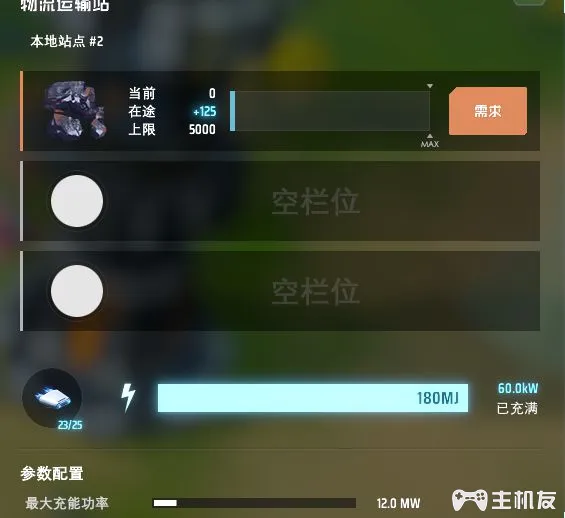 物流运输站
本地站点 #2
当前 0
在途 +125
上限 5000
需求
MAX
空栏位
空栏位
23/25
180MJ
60.0kW
已充满
参数配置
最大充能功率 12.0 MW
主机友